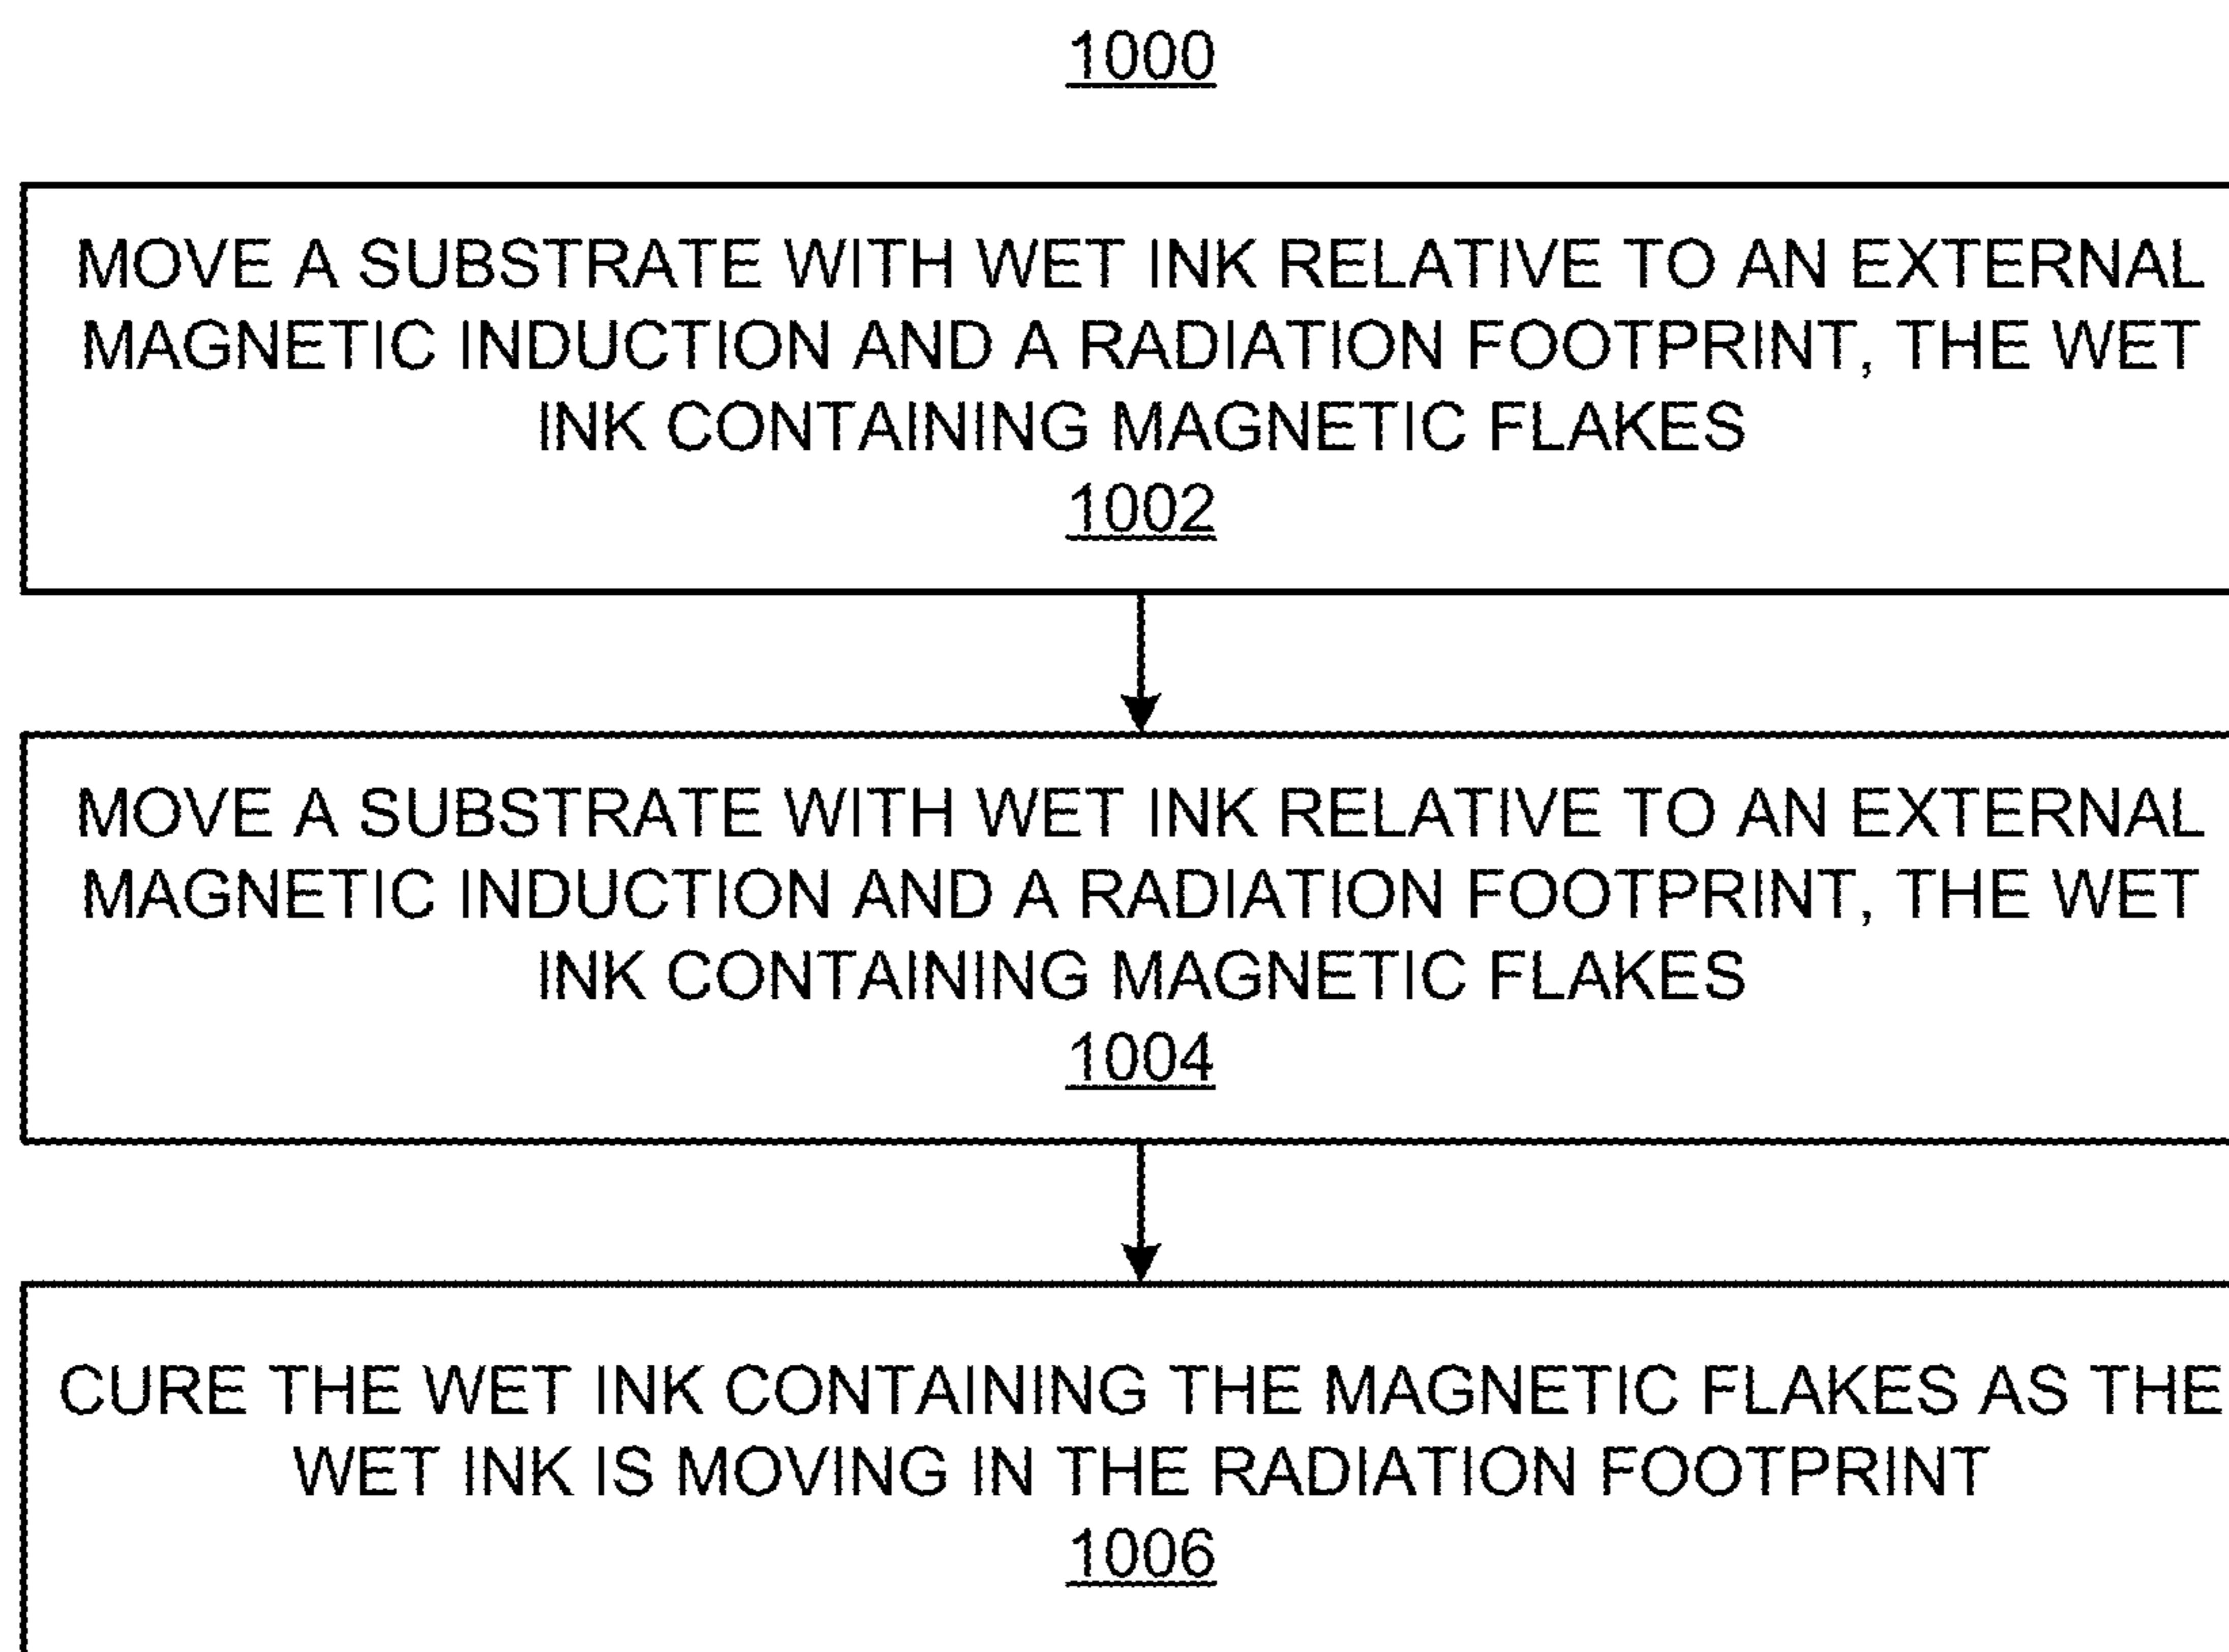 1000
MOVE A SUBSTRATE WITH WET INK RELATIVE TO AN EXTERNAL
MAGNETIC INDUCTION AND A RADIATION FOOTPRINT, THE WET
INK CONTAINING MAGNETIC FLAKES
1002
MOVE A SUBSTRATE WITH WET INK RELATIVE TO AN EXTERNAL
MAGNETIC INDUCTION AND A RADIATION FOOTPRINT, THE WET
INK CONTAINING MAGNETIC FLAKES
1004
CURE THE WET INK CONTAINING THE MAGNETIC FLAKES AS THE
WET INK IS MOVING IN THE RADIATION FOOTPRINT
1006